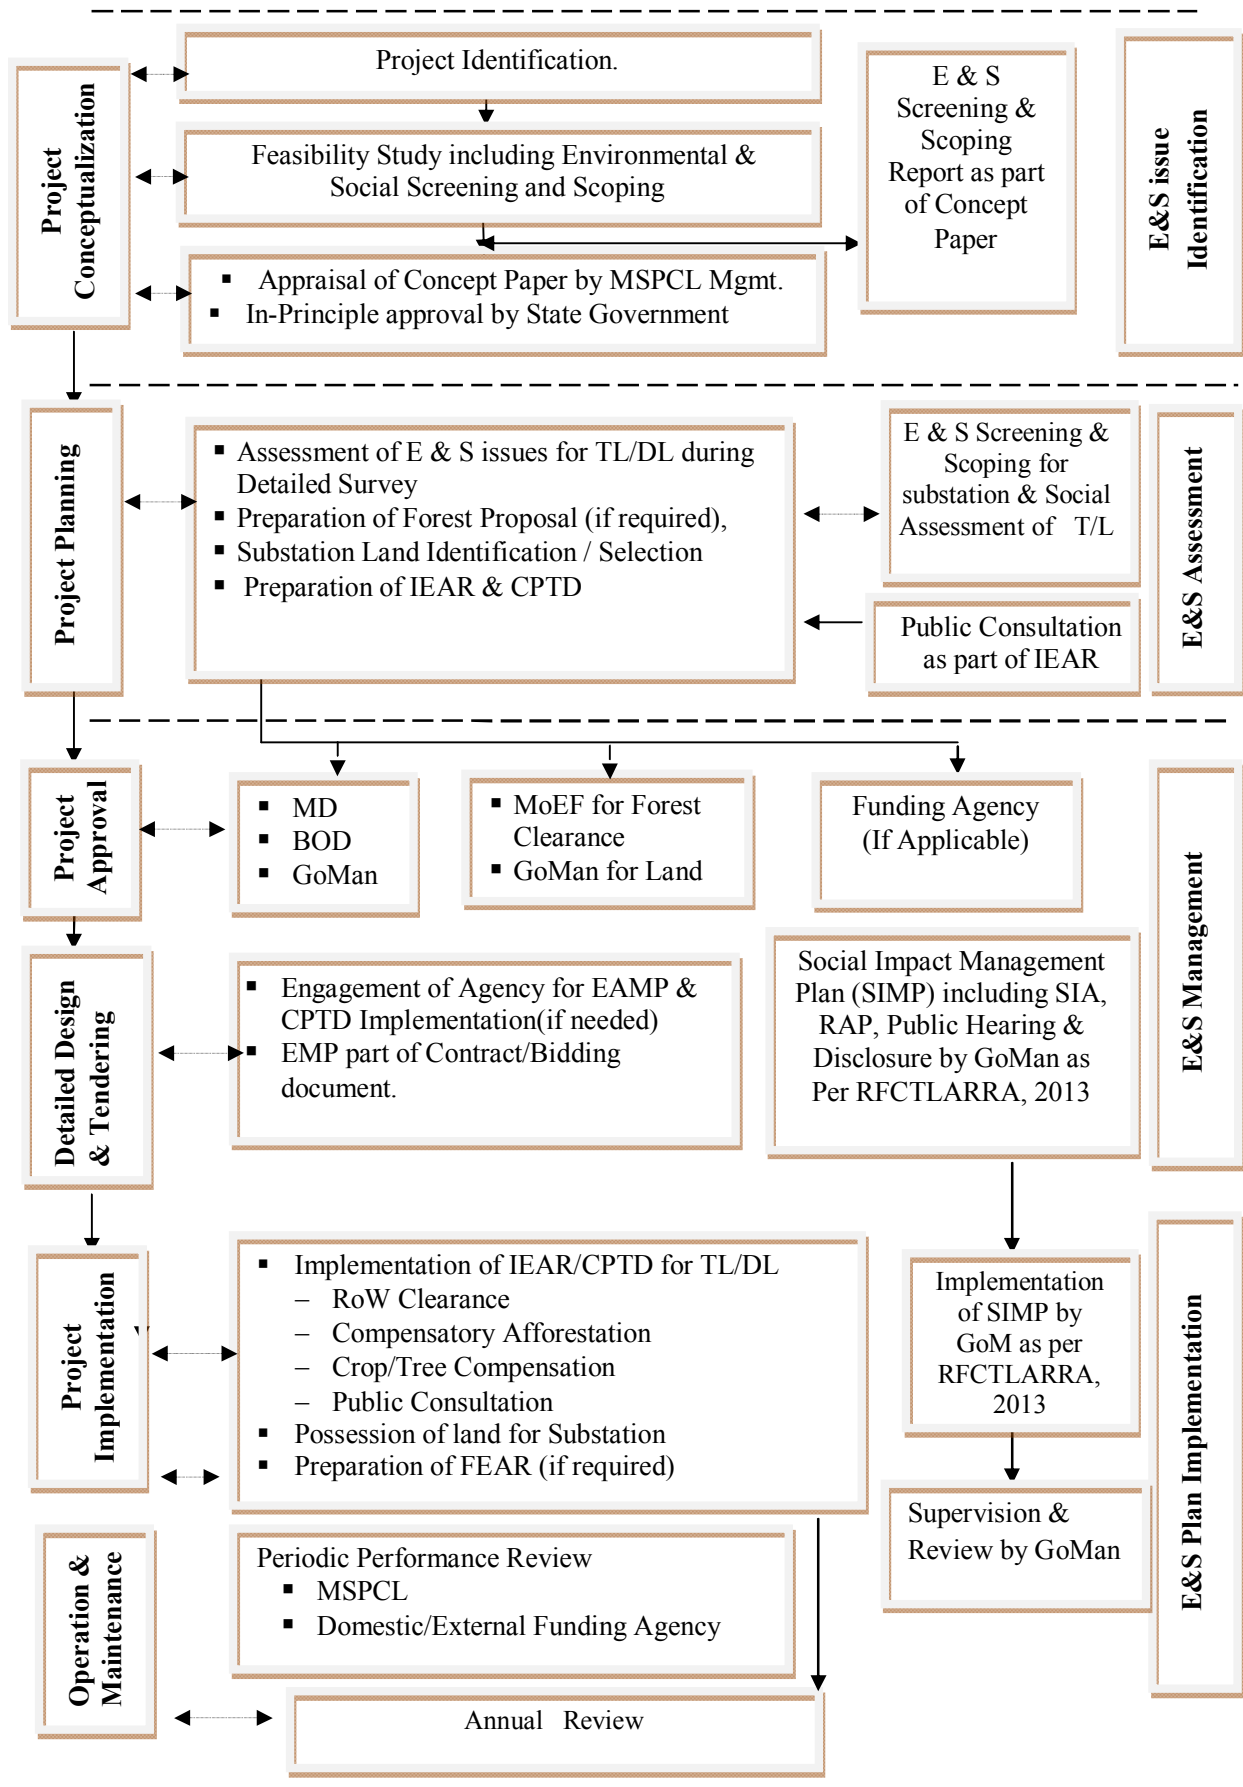 Project Identification.
Project
Conceptualization
Feasibility Study including Environmental &
Social Screening and Scoping
E & S
Screening &
Scoping
Report as part
of Concept
Paper
E&S issue
Identification
▪ Appraisal of Concept Paper by MSPCL Mgmt.
▪ In-Principle approval by State Government
Project Planning
▪ Assessment of E & S issues for TL/DL during
Detailed Survey
▪ Preparation of Forest Proposal (if required),
▪ Substation Land Identification / Selection
▪ Preparation of IEAR & CPTD
E & S Screening &
Scoping for
substation & Social
Assessment of T/L
Public Consultation
as part of IEAR
E&S Assessment
Project
Approval
▪ MD
▪ BOD
▪ GoMan
▪ MoEF for Forest
Clearance
▪ GoMan for Land
Funding Agency
(If Applicable)
E&S Management
Detailed Design
& Tendering
▪ Engagement of Agency for EAMP &
CPTD Implementation(if needed)
▪ EMP part of Contract/Bidding
document.
Social Impact Management
Plan (SIMP) including SIA,
RAP, Public Hearing &
Disclosure by GoMan as
Per RFCTLARRA, 2013
Project
Implementation
▪ Implementation of IEAR/CPTD for TL/DL
– RoW Clearance
– Compensatory Afforestation
– Crop/Tree Compensation
– Public Consultation
▪ Possession of land for Substation
▪ Preparation of FEAR (if required)
Implementation
of SIMP by
GoM as per
RFCTLARRA,
2013
Supervision &
Review by GoMan
E&S Plan Implementation
Operation &
Maintenance
Periodic Performance Review
▪ MSPCL
▪ Domestic/External Funding Agency
Annual Review